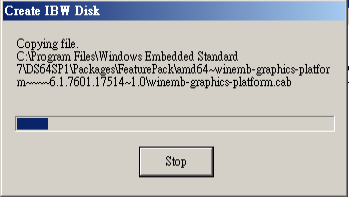 Create IBW Disk
Copying file.
C:\Program Files\Windows Embedded Standard
7\DS64SP1\Packages\FeaturePack\amd64~winemb-graphics-platfor
m~~~~6.1.7601.17514~1.0\winemb-graphics-platform.cab
Stop